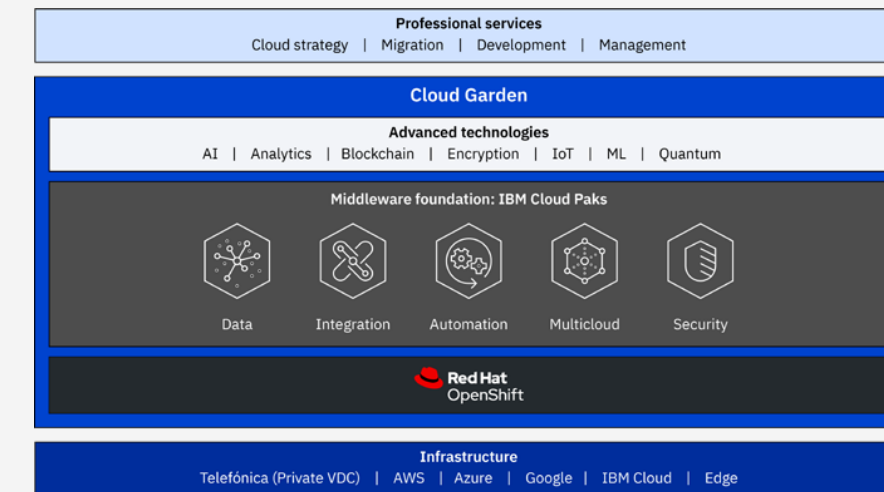 Professional services
Cloud strategy | Migration | Development | Management
Cloud Garden
Advanced technologies
AI | Analytics | Blockchain | Encryption | IoT | ML | Quantum
Middleware foundation: IBM Cloud Paks
Data Integration Automation Multicloud Security
Red Hat
OpenShift
Infrastructure
Telefónica (Private VDC) | AWS | Azure | Google | IBM Cloud | Edge